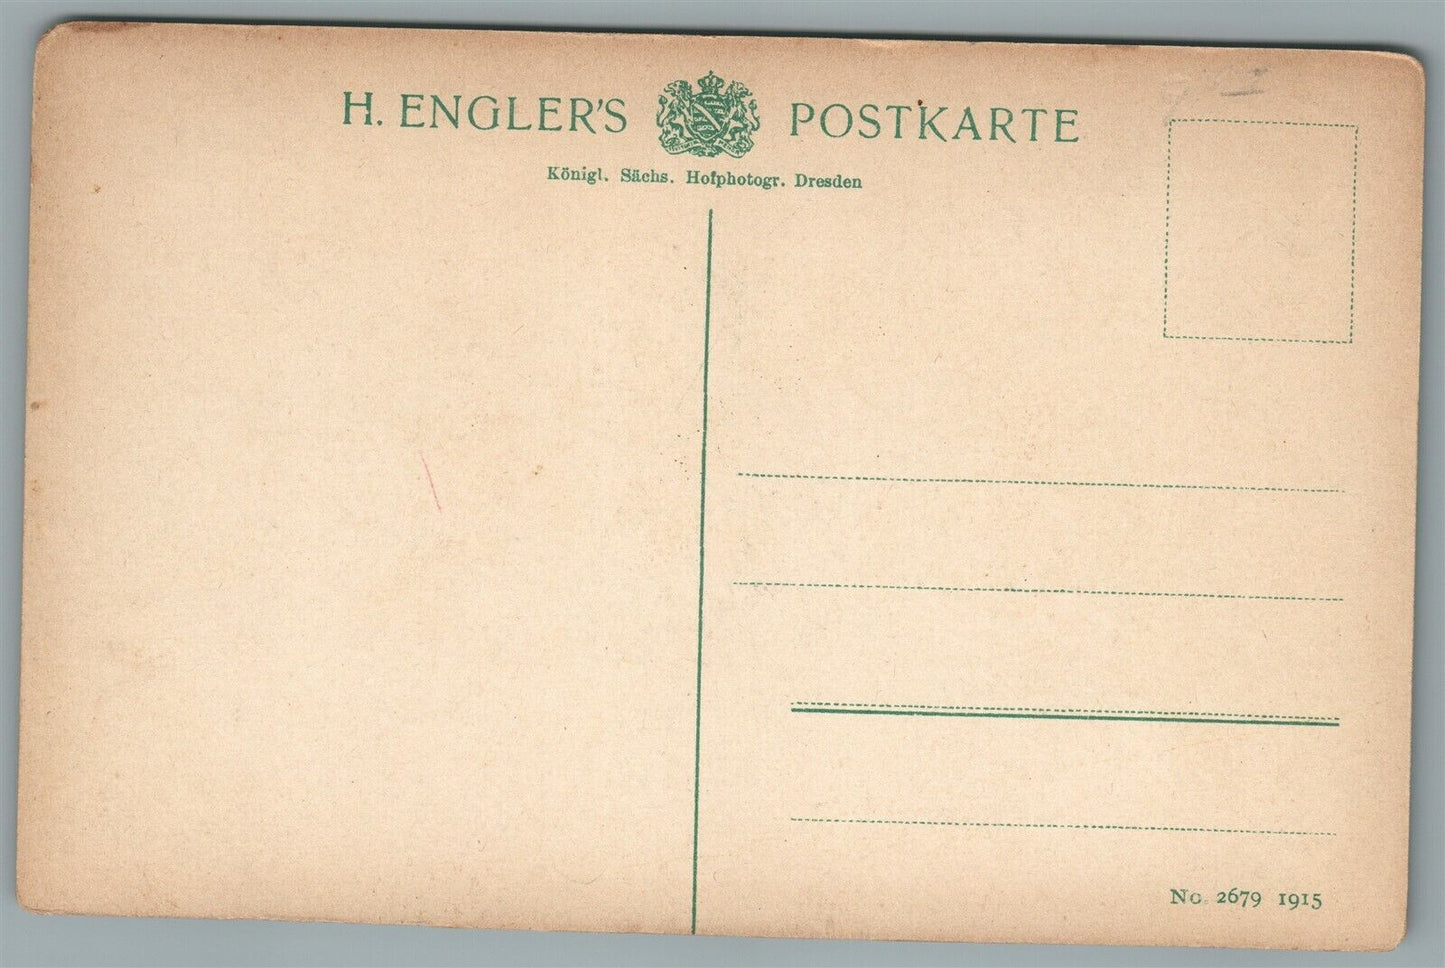 H. ENGLER'S POSTKARTE
Königl. Sächs. Hofphotogr. Dresden
No. 2679 1915